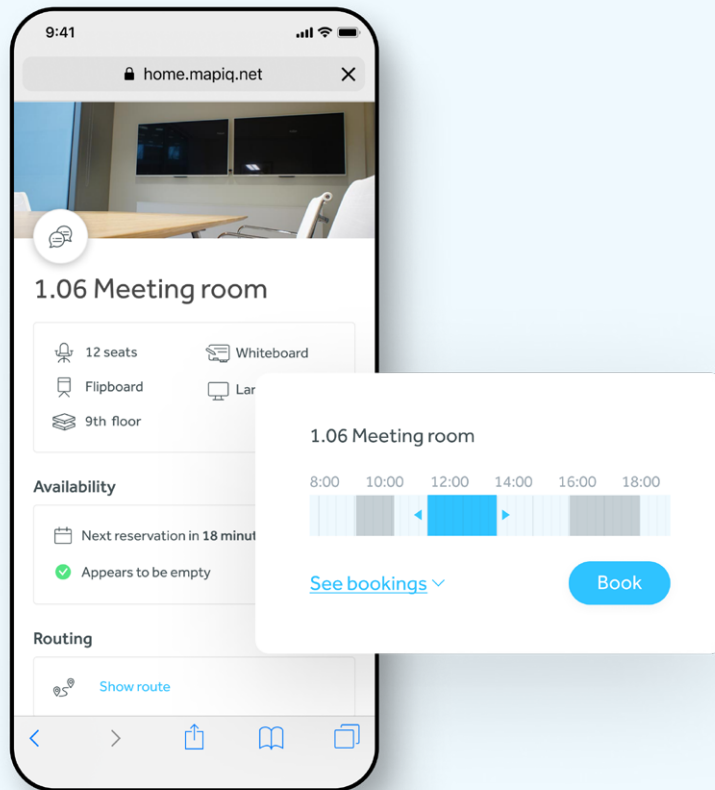 9:41
home.mapiq.net
1.06 Meeting room
12 seats
Whiteboard
Flipboard
9th floor
Availability
Next reservation in 18
Appears to be empty
Routing
Show route
1.06 Meeting room
8:00 10:00 12:00 14:00 16:00 18:00
See bookings
Book